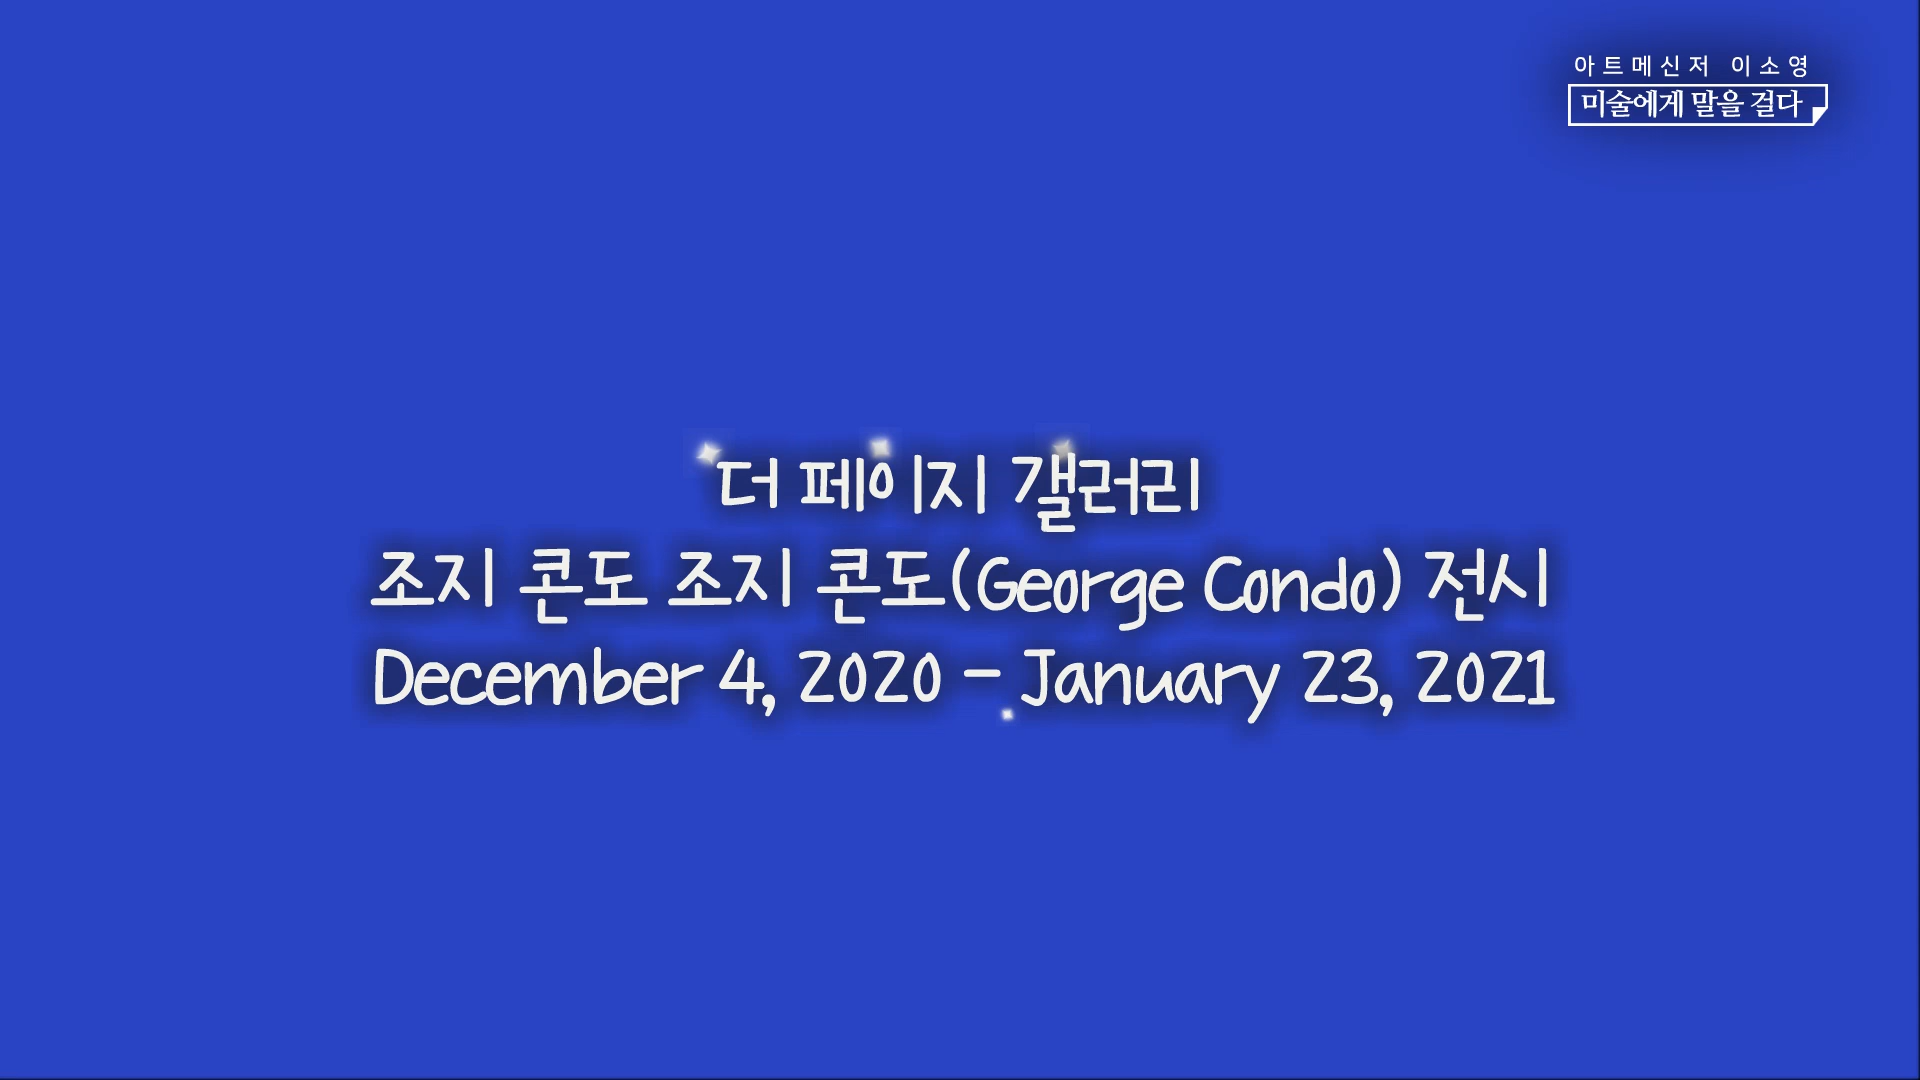 아트메신저 이소영
미술에게 말을 걸다
더 페이지 갤러리
조지 콘도 조지 콘도(George Condo) 전시
December 4, 2020 - January 23, 2021